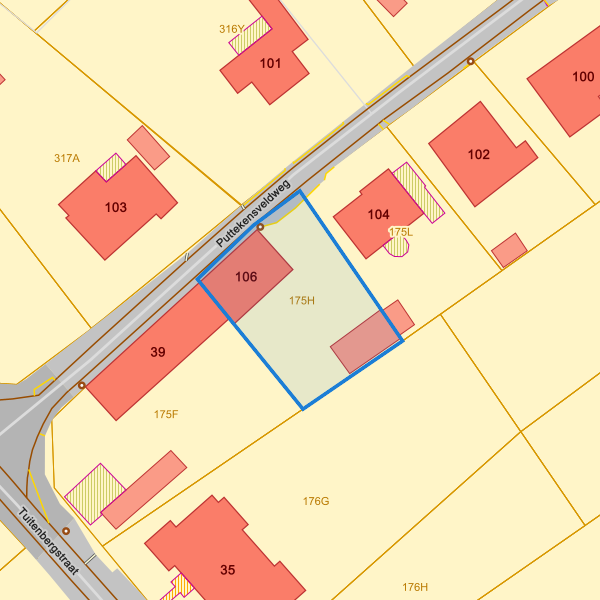 316Y
101
100
102
317A
103
Puttekensveldweg
104
175L
106
175H
39
175F
176G
Tuitenbergstraat
35
176H